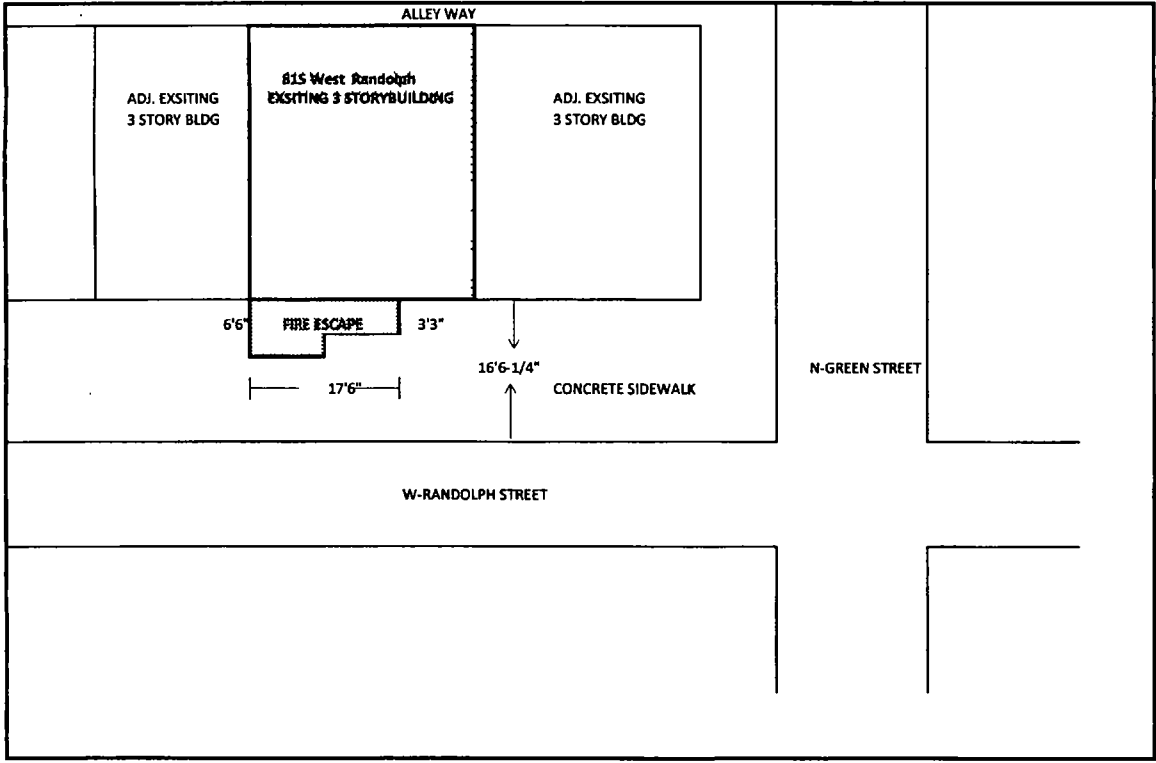 ALLEY WAY
815 West Randolph
EXSITING 3 STORYBUILDING
ADJ. EXSITING
3 STORY BLDG
ADJ. EXSITING
3 STORY BLDG
6'6"
FIRE ESCAPE
3'3"
16'6-1/4"
17'6"
CONCRETE SIDEWALK
N-GREEN STREET
W-RANDOLPH STREET